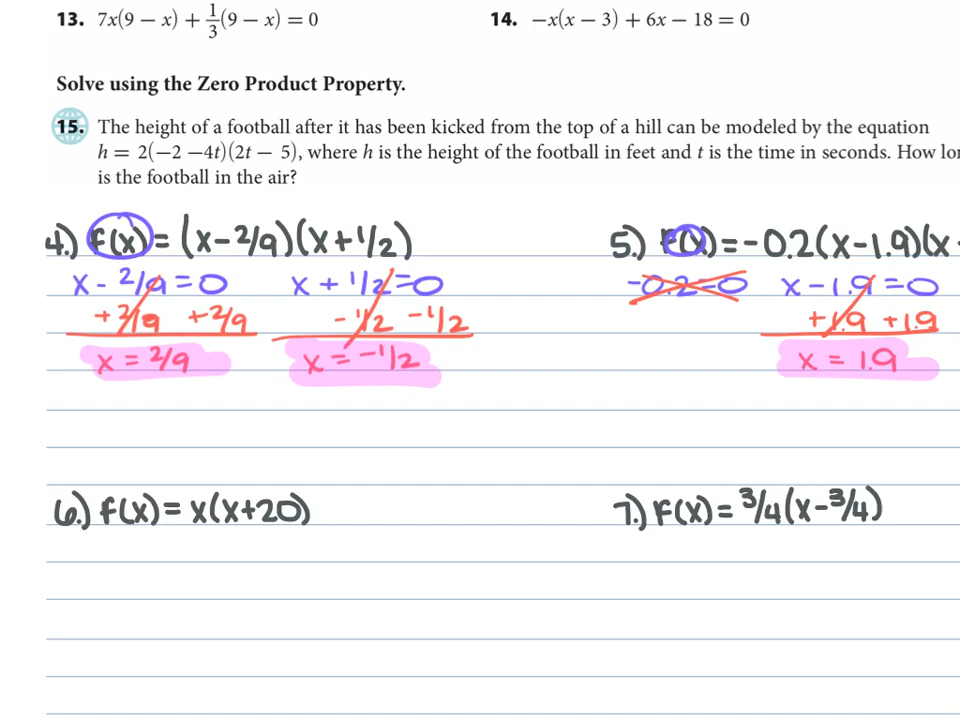 13. 7x(9 − x) + 1/3(9 − x) = 0
14. −x(x − 3) + 6x − 18 = 0
Solve using the Zero Product Property.
15. The height of a football after it has been kicked from the top of a hill can be modeled by the equation
h = 2(−2 −4t)(2t − 5), where h is the height of the football in feet and t is the time in seconds. How lo
is the football in the air?
4.) f(x) = (x-2/9)(x+1/2)
x - 2/9 = 0 x + 1/2 = 0
+2/9 +2/9 -1/2 -1/2
x = 2/9 x = -1/2
5.) F(x) = -0.2(x-1.9)(x
-0.2=0 x-1.9=0
+1.9 +1.9
x = 1.9
6.) f(x) = x(x+20)
7.) F(x) = 3/4(x-3/4)